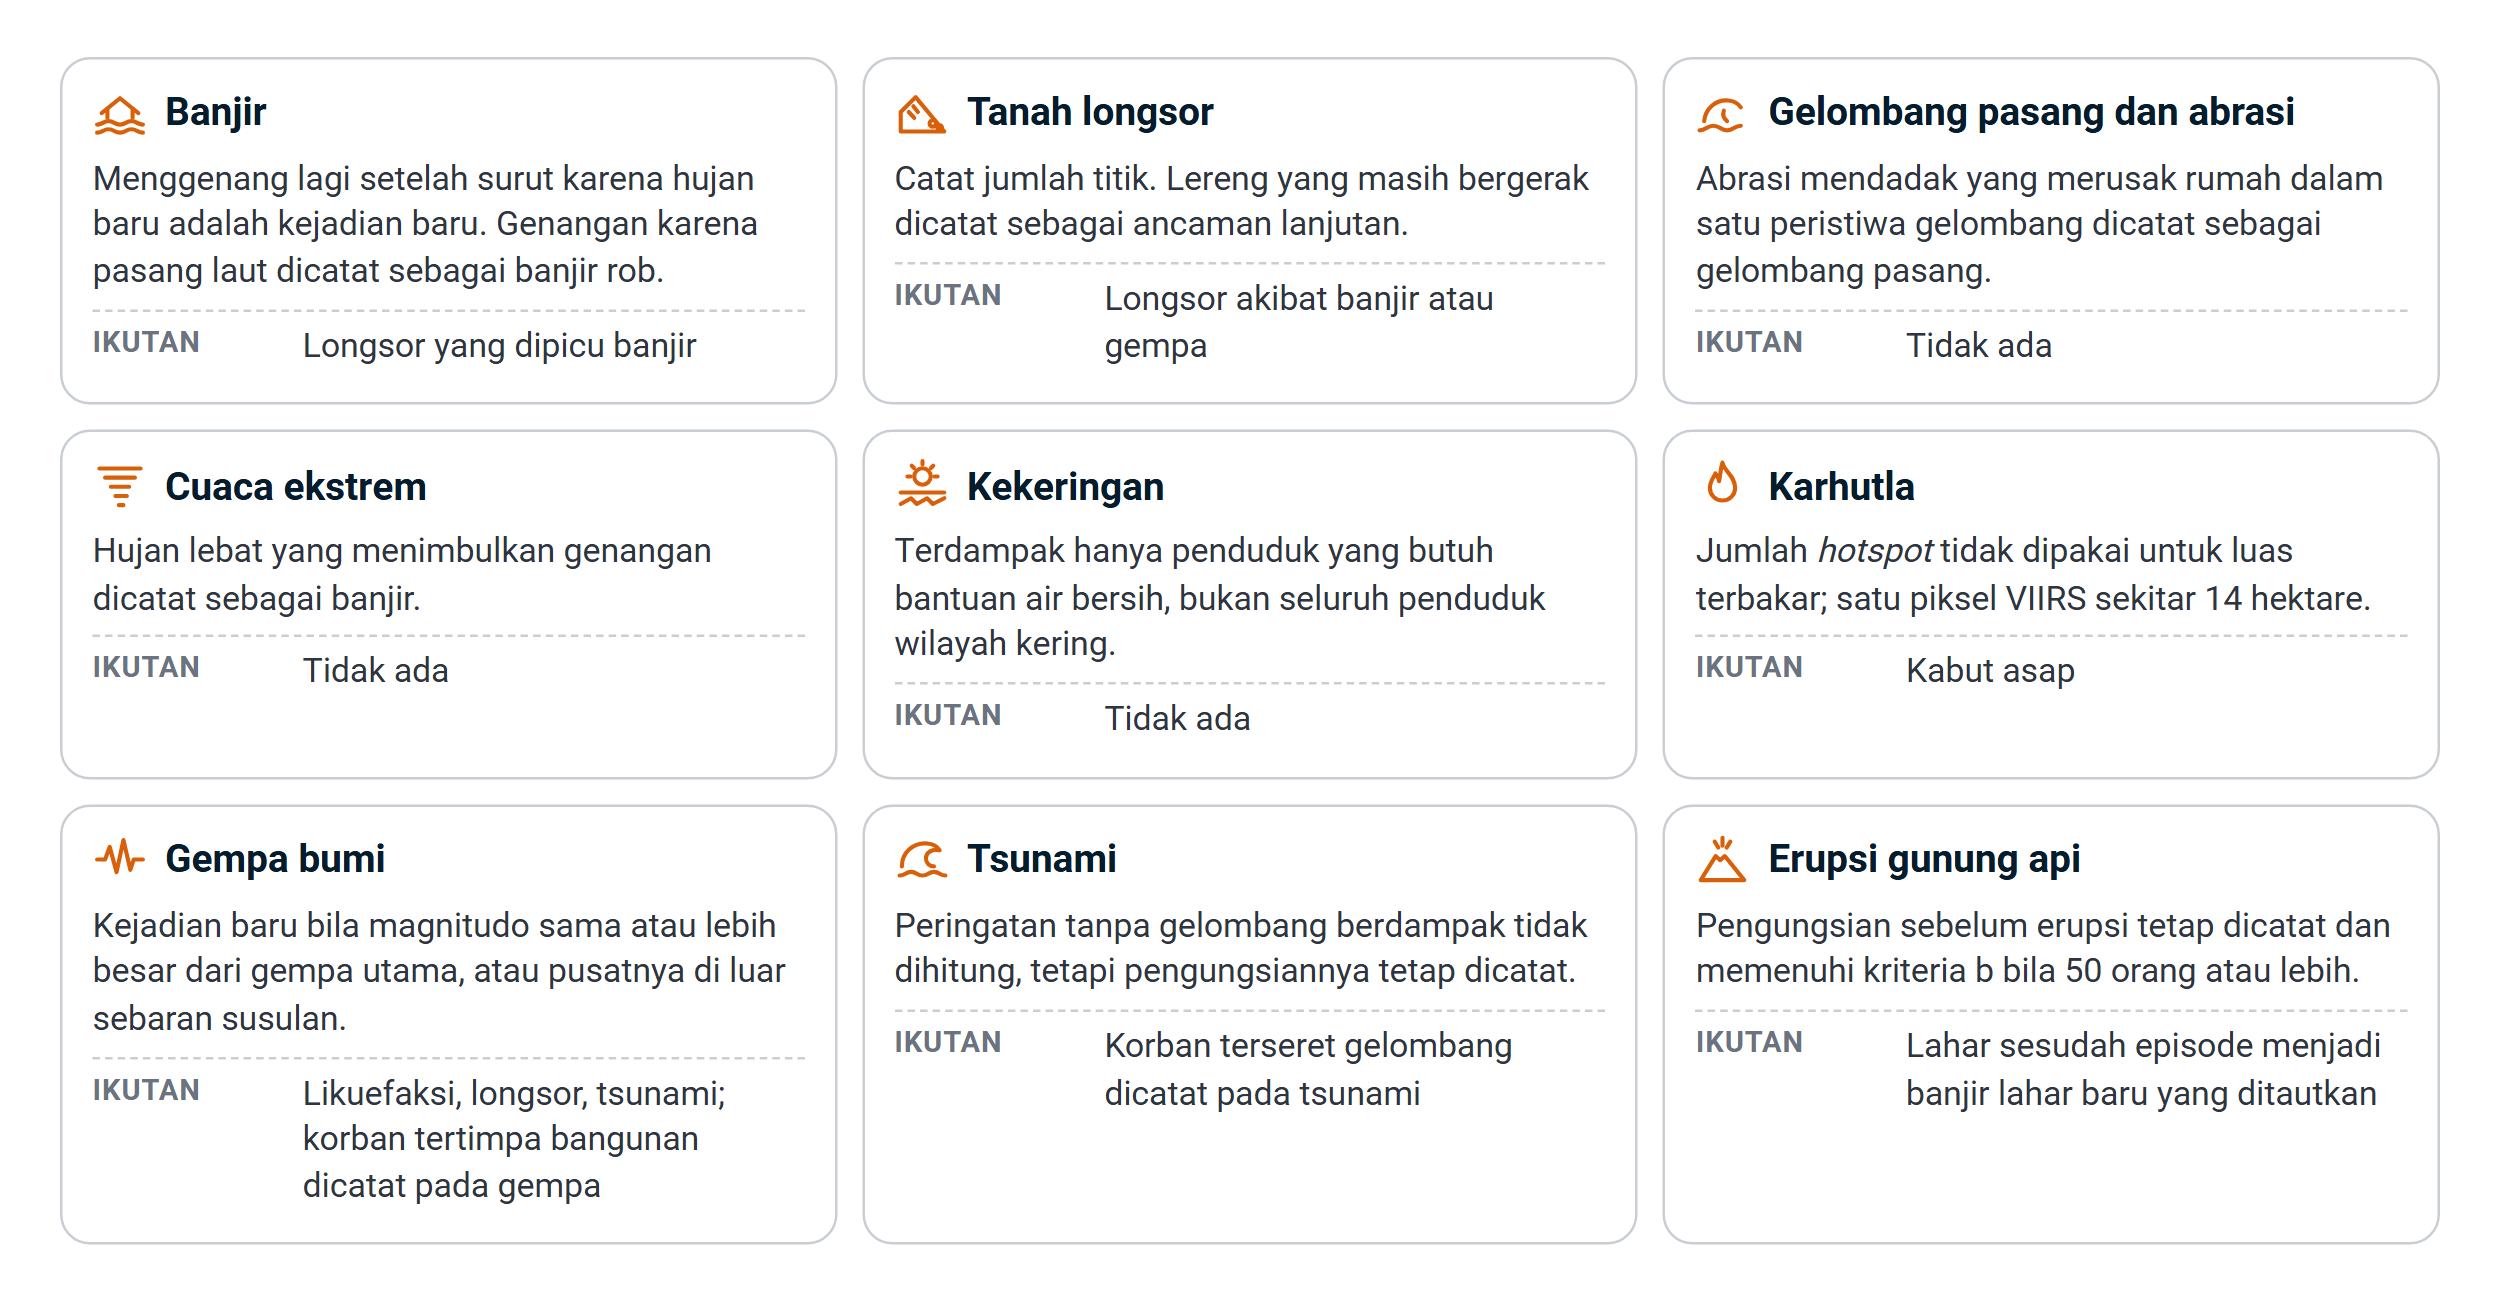 Banjir
Menggenang lagi setelah surut karena hujan
baru adalah kejadian baru. Genangan karena
pasang laut dicatat sebagai banjir rob.
IKUTAN
Longsor yang dipicu banjir
Tanah longsor
Catat jumlah titik. Lereng yang masih bergerak
dicatat sebagai ancaman lanjutan.
IKUTAN
Longsor akibat banjir atau
gempa
Gelombang pasang dan abrasi
Abrasi mendadak yang merusak rumah dalam
satu peristiwa gelombang dicatat sebagai
gelombang pasang.
IKUTAN
Tidak ada
Cuaca ekstrem
Hujan lebat yang menimbulkan genangan
dicatat sebagai banjir.
IKUTAN
Tidak ada
Kekeringan
Terdampak hanya penduduk yang butuh
bantuan air bersih, bukan seluruh penduduk
wilayah kering.
IKUTAN
Tidak ada
Karhutla
Jumlah hotspot tidak dipakai untuk luas
terbakar; satu piksel VIIRS sekitar 14 hektare.
IKUTAN
Kabut asap
Gempa bumi
Kejadian baru bila magnitudo sama atau lebih
besar dari gempa utama, atau pusatnya di luar
sebaran susulan.
IKUTAN
Likuefaksi, longsor, tsunami;
korban tertimpa bangunan
dicatat pada gempa
Tsunami
Peringatan tanpa gelombang berdampak tidak
dihitung, tetapi pengungsiannya tetap dicatat.
IKUTAN
Korban terseret gelombang
dicatat pada tsunami
Erupsi gunung api
Pengungsian sebelum erupsi tetap dicatat dan
memenuhi kriteria b bila 50 orang atau lebih.
IKUTAN
Lahar sesudah episode menjadi
banjir lahar baru yang ditautkan